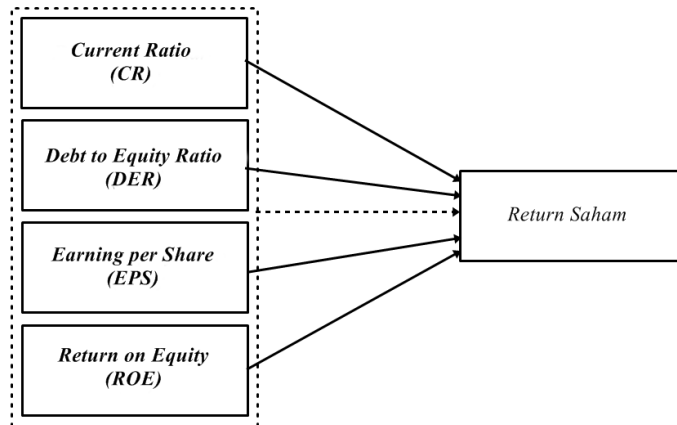 Current Ratio
(CR)
Debt to Equity Ratio
(DER)
Earning per Share
(EPS)
Return on Equity
(ROE)
Return Saham